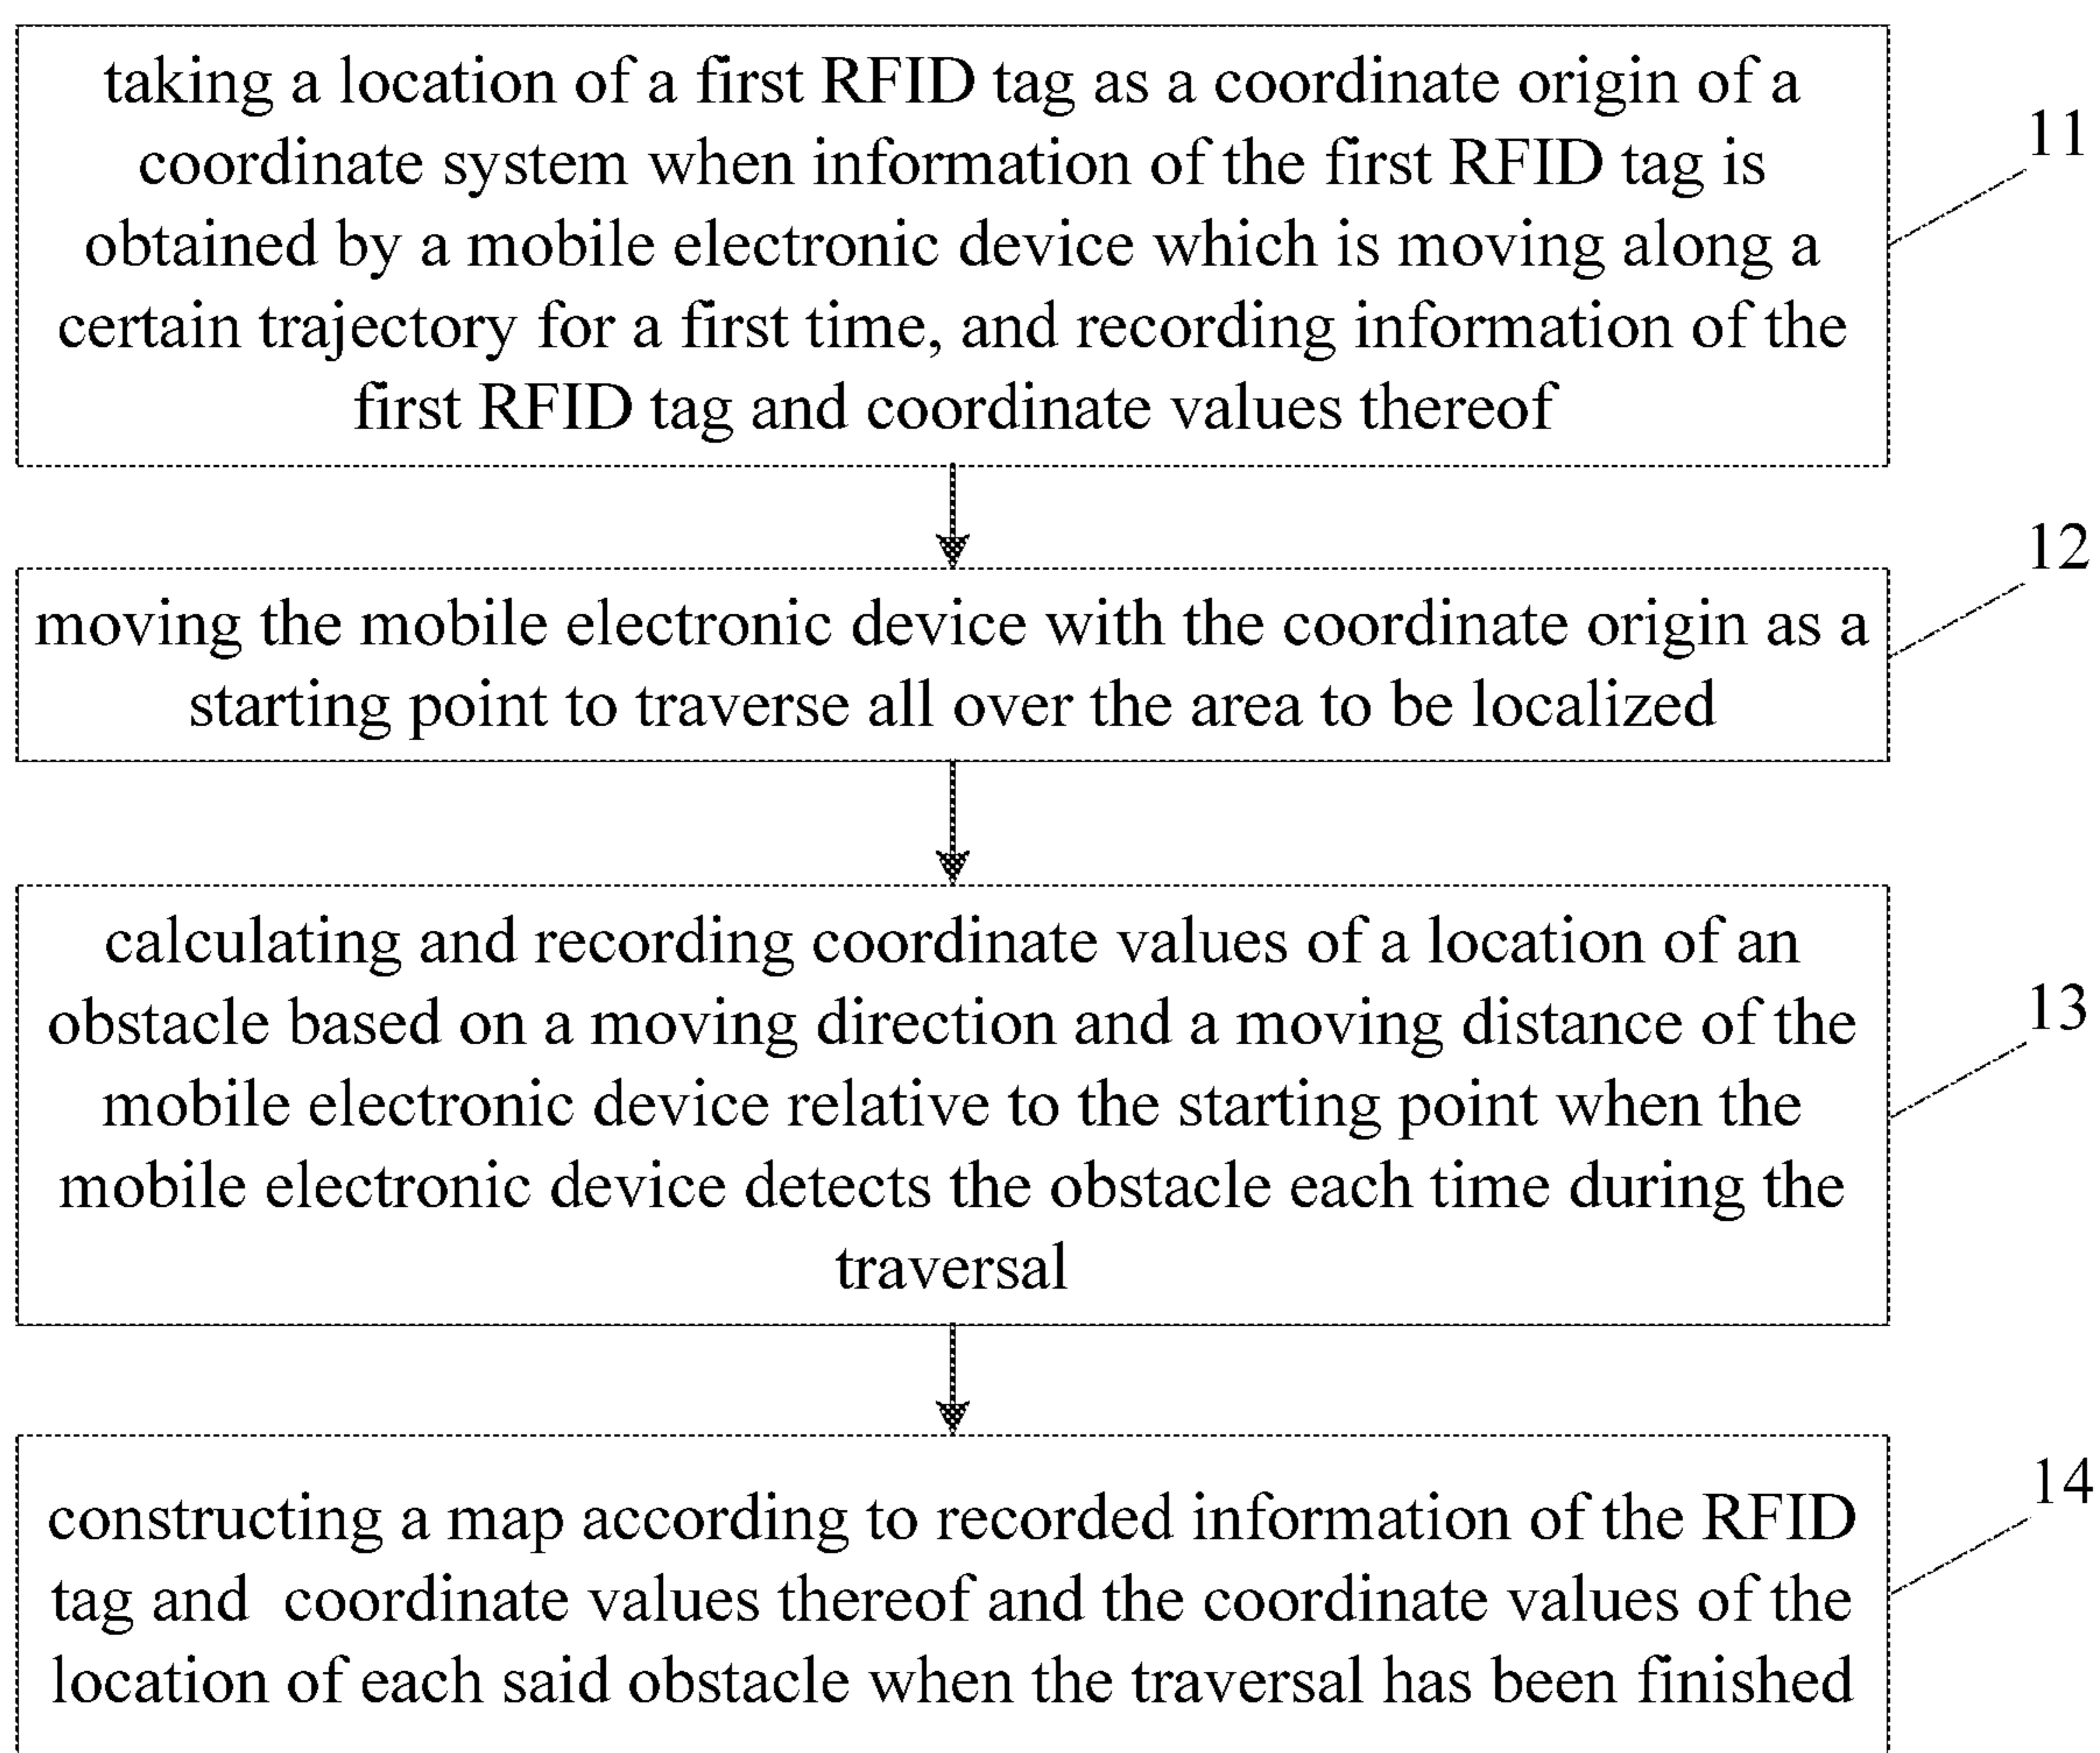 taking a location of a first RFID tag as a coordinate origin of a
coordinate system when information of the first RFID tag is
obtained by a mobile electronic device which is moving along a
certain trajectory for a first time, and recording information of the
first RFID tag and coordinate values thereof
11
moving the mobile electronic device with the coordinate origin as a
starting point to traverse all over the area to be localized
12
calculating and recording coordinate values of a location of an
obstacle based on a moving direction and a moving distance of the
mobile electronic device relative to the starting point when the
mobile electronic device detects the obstacle each time during the
traversal
13
constructing a map according to recorded information of the RFID
tag and coordinate values thereof and the coordinate values of the
location of each said obstacle when the traversal has been finished
14